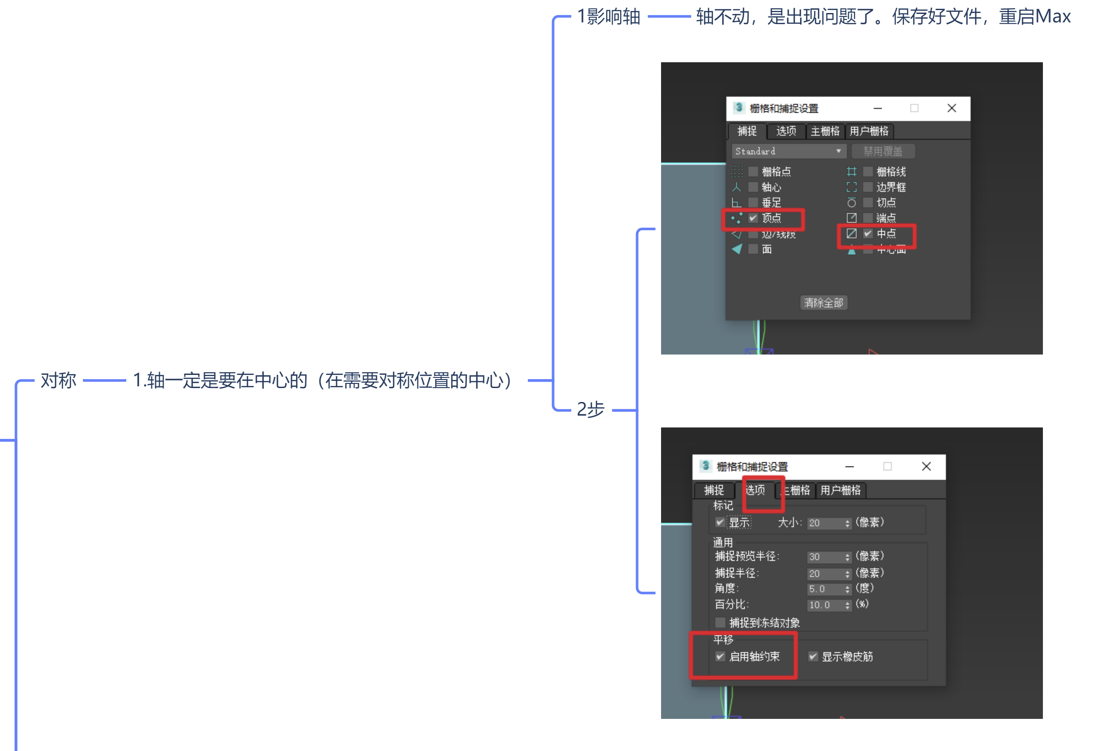 1影响轴
轴不动，是出现问题了。保存好文件，重启Max
3 栅格和捕捉设置
捕捉 选项 主栅格 用户栅格
Standard 禁用覆盖
栅格点 栅格线
轴心 边界框
垂足 切点
顶点 端点
边/线段 中点
面 中心面
清除全部
对称
1.轴一定是要在中心的（在需要对称位置的中心）
2步
3 栅格和捕捉设置
捕捉 选项 主栅格 用户栅格
标记
显示 大小: 20 (像素)
通用
捕捉预览半径: 30 (像素)
捕捉半径: 20 (像素)
角度: 5.0 (度)
百分比: 10.0 (%)
捕捉到冻结对象
平移
启用轴约束 显示橡皮筋